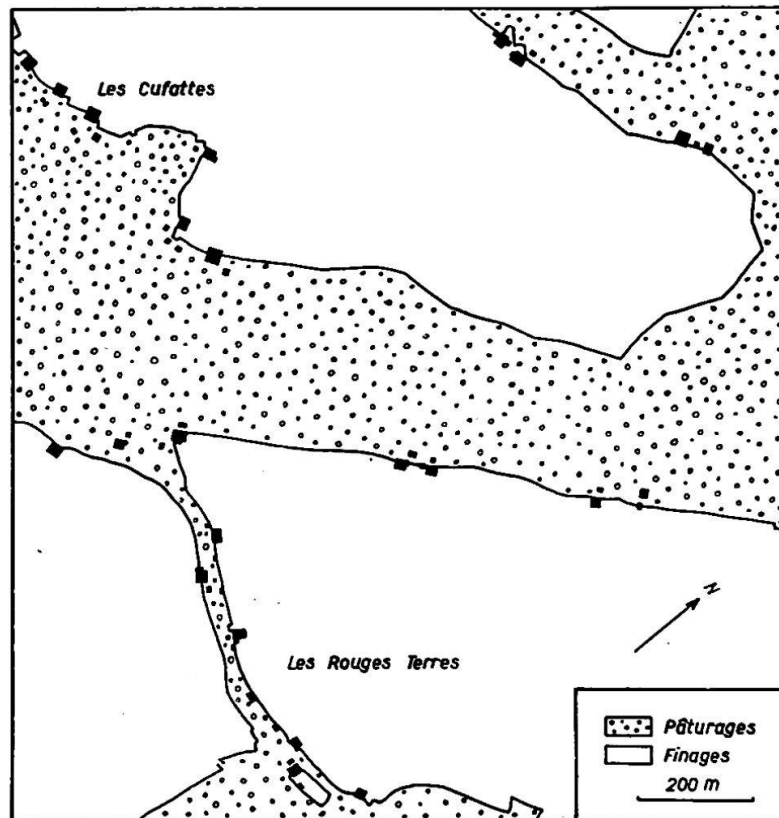 Les Cufattes
N
Les Rouges Terres
Pâturages
Finages
200 m